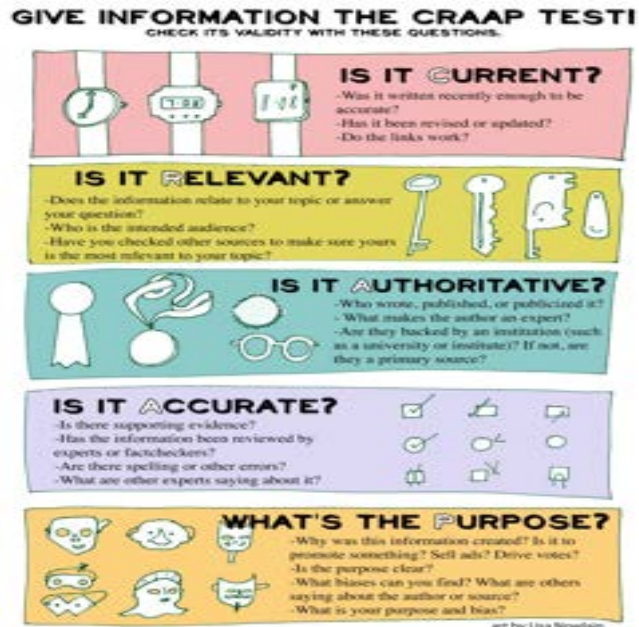 GIVE INFORMATION THE CRAAP TEST!
CHECK ITS VALIDITY WITH THESE QUESTIONS.
IS IT CURRENT?
-Was it written recently enough to be
accurate?
-Has it been revised or updated?
-Do the links work?
7:00
IS IT RELEVANT?
-Does the information relate to your topic or answer
your question?
-Who is the intended audience?
-Have you checked other sources to make sure yours
is the most relevant to your topic?
IS IT AUTHORITATIVE?
-Who wrote, published, or publicized it?
- What makes the author an expert?
-Are they backed by an institution (such
as a university or institute)? If not, are
they a primary source?
IS IT ACCURATE?
-Is there supporting evidence?
-Has the information been reviewed by
experts or factcheckers?
-Are there spelling or other errors?
-What are other experts saying about it?
WHAT'S THE PURPOSE?
-Why was this information created? Is it to
promote something? Sell ads? Drive votes?
-Is the purpose clear?
-What biases can you find? What are others
saying about the author or source?
-What is your purpose and bias?
art by Lisa